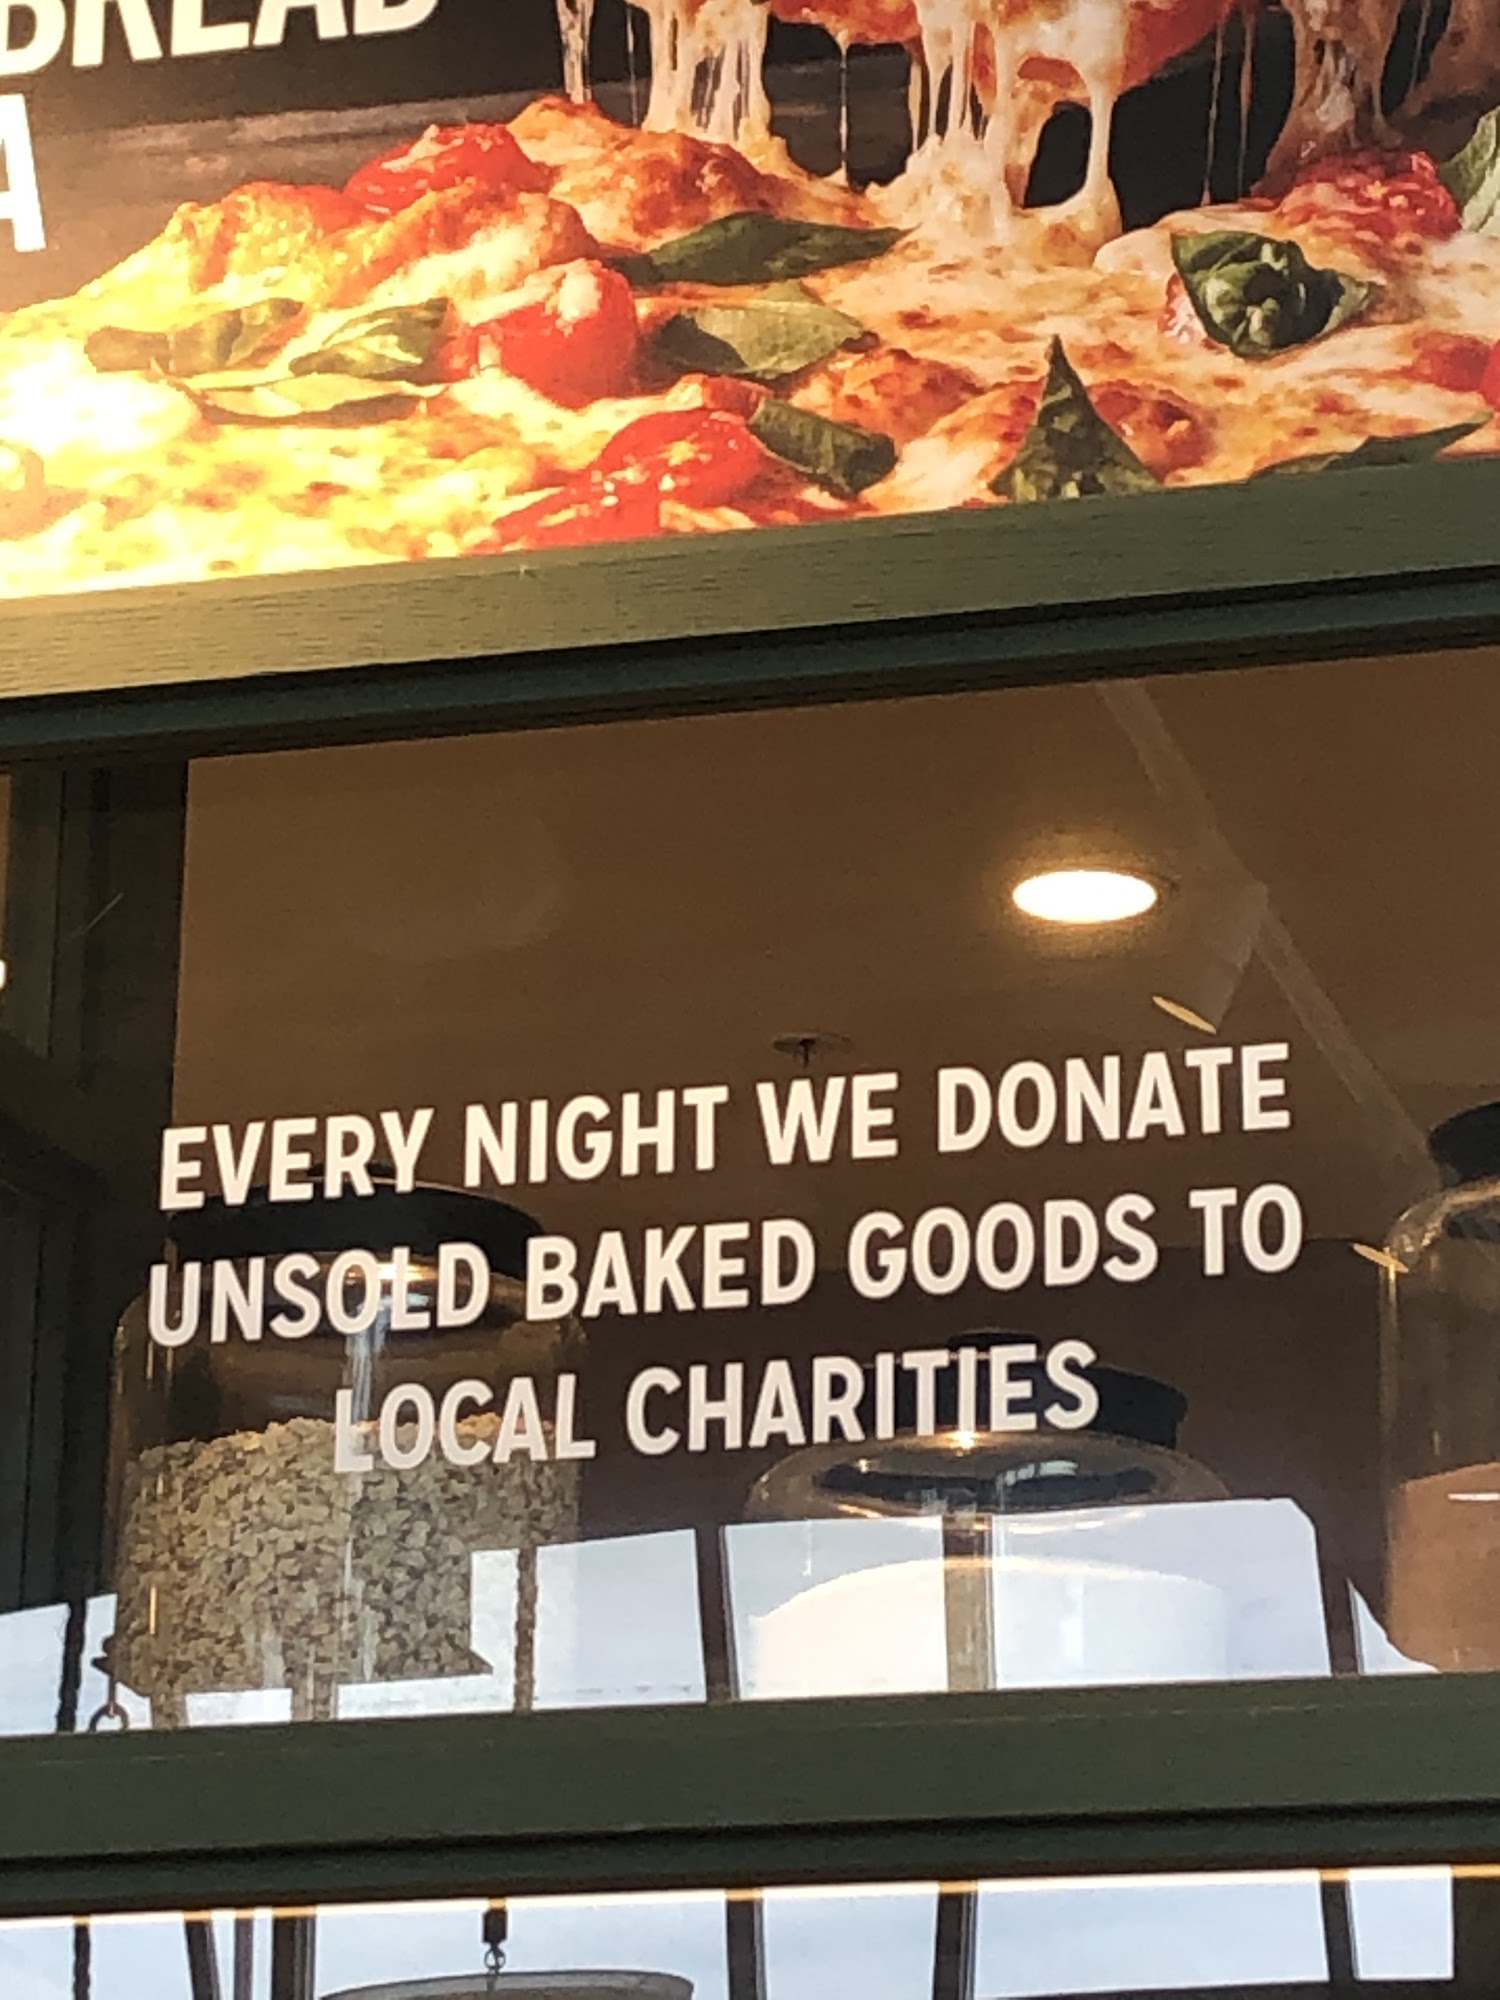 EVERY NIGHT WE DONATE
UNSOLD BAKED GOODS TO
LOCAL CHARITIES